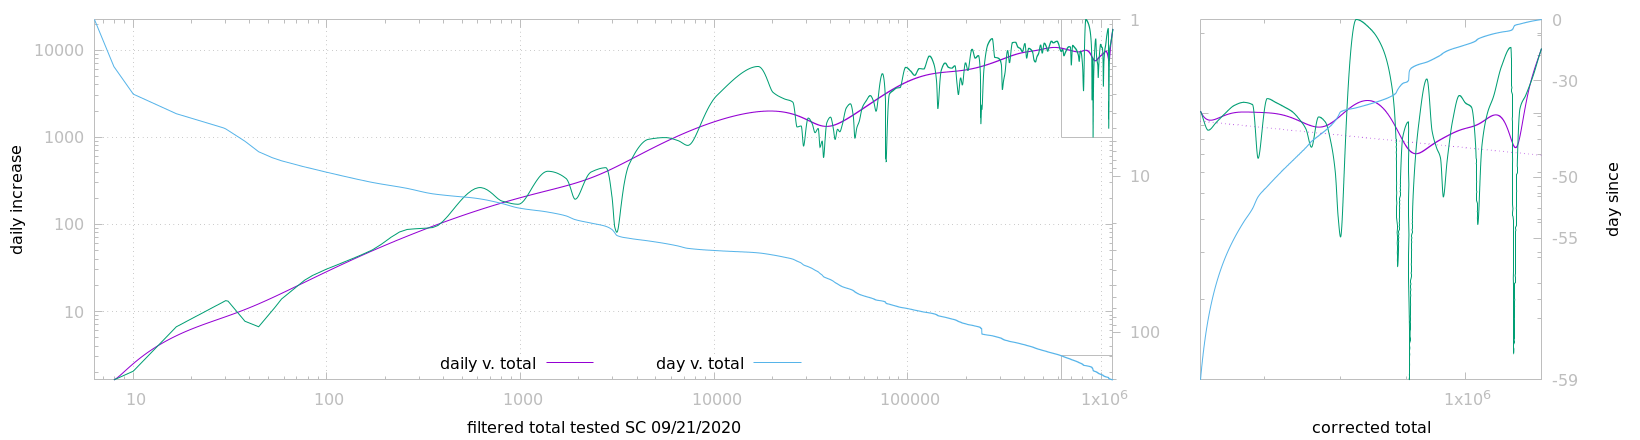 daily increase
10000
1000
100
10
10
100
1000
10000
100000
1x10^6
1
10
100
daily v. total
day v. total
filtered total tested SC 09/21/2020
0
-30
-50
-55
-59
day since
1x10^6
corrected total